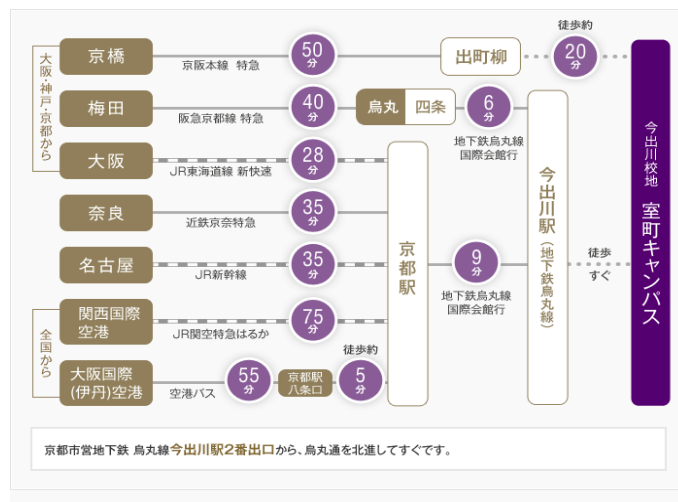 大阪・神戸・京都から
京橋
京阪本線 特急
50分
出町柳
徒歩約
20分
梅田
阪急京都線 特急
40分
烏丸 四条
6分
地下鉄烏丸線
国際会館行
大阪
JR東海道線 新快速
28分
奈良
近鉄京奈特急
35分
名古屋
JR新幹線
35分
全国から
関西国際
空港
JR関空特急はるか
75分
大阪国際
(伊丹)空港
空港バス
55分
京都駅
八条口
徒歩約
5分
京都駅
9分
地下鉄烏丸線
国際会館行
今出川駅(地下鉄烏丸線)
徒歩
すぐ
今出川校地 室町キャンパス
京都市営地下鉄 烏丸線今出川駅2番出口から、烏丸通を北進してすぐです。